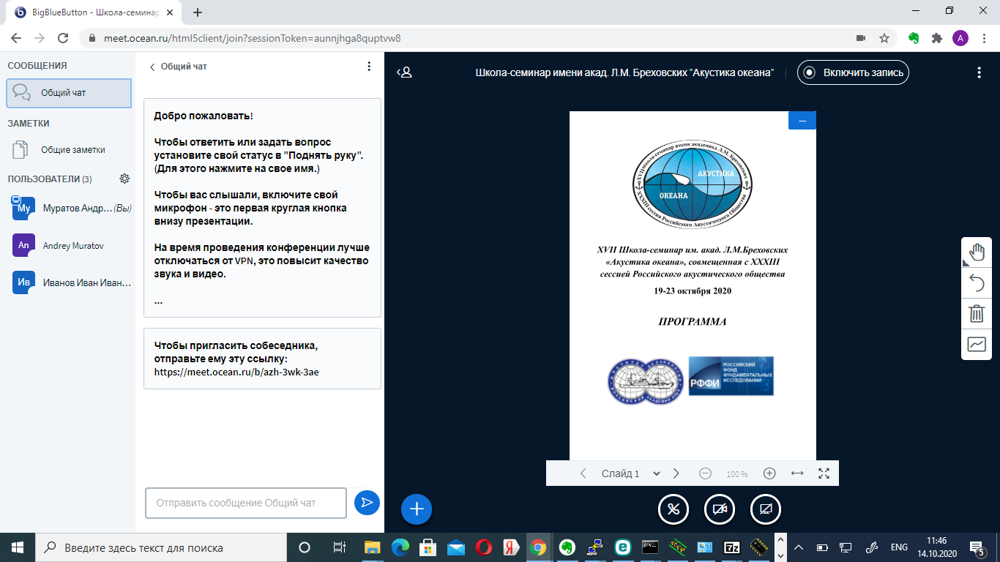 BigBlueButton - Школа-семинар
meet.ocean.ru/html5client/join?sessionToken=aunnjhga8quptvw8
A
СООБЩЕНИЯ
Общий чат
ЗАМЕТКИ
Общие заметки
ПОЛЬЗОВАТЕЛИ (3)
Му
Муратов Андр... (Вы)
An
Andrey Muratov
Ив
Иванов Иван Иван...
Общий чат
Добро пожаловать!
Чтобы ответить или задать вопрос
установите свой статус в "Поднять руку".
(Для этого нажмите на свое имя.)
Чтобы вас слышали, включите свой
микрофон - это первая круглая кнопка
внизу презентации.
На время проведения конференции лучше
отключаться от VPN, это повысит качество
звука и видео.
...
Чтобы пригласить собеседника,
отправьте ему эту ссылку:
https://meet.ocean.ru/b/azh-3wk-3ae
Отправить сообщение Общий чат
Школа-семинар имени акад. Л.М. Бреховских "Акустика океана"
Включить запись
XVII Школа-семинар имени академика Л.М. Бреховских
АКУСТИКА
ОКЕАНА
XXXIII сессия Российского Акустического Общества
XVII Школа-семинар им. акад. Л.М.Бреховских
«Акустика океана», совмещенная с XXXIII
сессией Российского акустического общества
19-23 октября 2020
ПРОГРАММА
ИНСТИТУТ ОКЕАНОЛОГИИ
РОССИЙСКОЙ АКАДЕМИИ НАУК
РФФИ
РОССИЙСКИЙ
ФОНД
ФУНДАМЕНТАЛЬНЫХ
ИССЛЕДОВАНИЙ
Слайд 1
100 %
Введите здесь текст для поиска
ENG
11:46
14.10.2020
5